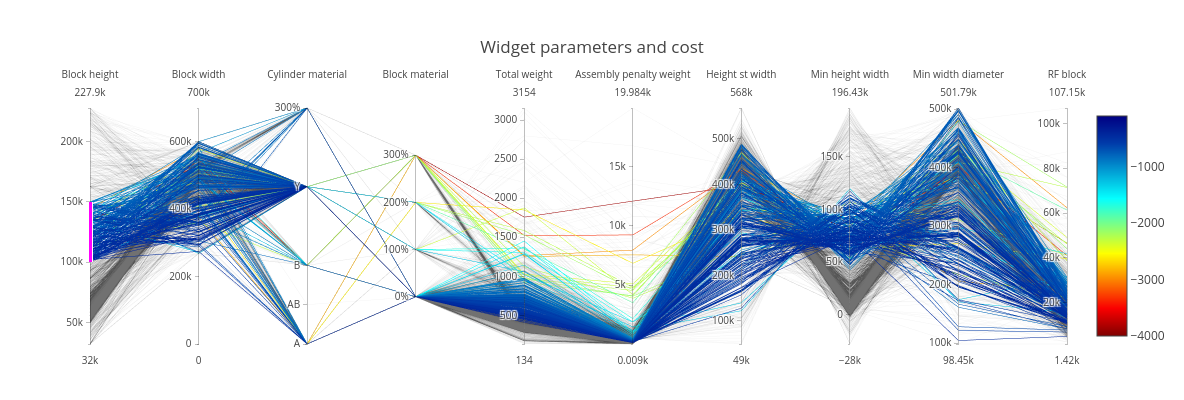 Widget parameters and cost
Block height Block width Cylinder material Block material Total weight Assembly penalty weight Height st width Min height width Min width diameter RF block
227.9k 700k 3154 19.984k 568k 196.43k 501.79k 107.15k
200k 150k 100k 50k
600k 400k 200k 0
300% Y B AB A
300% 200% 100% 0%
3000 2500 2000 1500 1000 500
15k 10k 5k
500k 400k 300k 200k 100k
150k 100k 50k 0
500k 400k 300k 200k 100k
100k 80k 60k 40k 20k
−1000 −2000 −3000 −4000
32k 0 134 0.009k 49k −28k 98.45k 1.42k